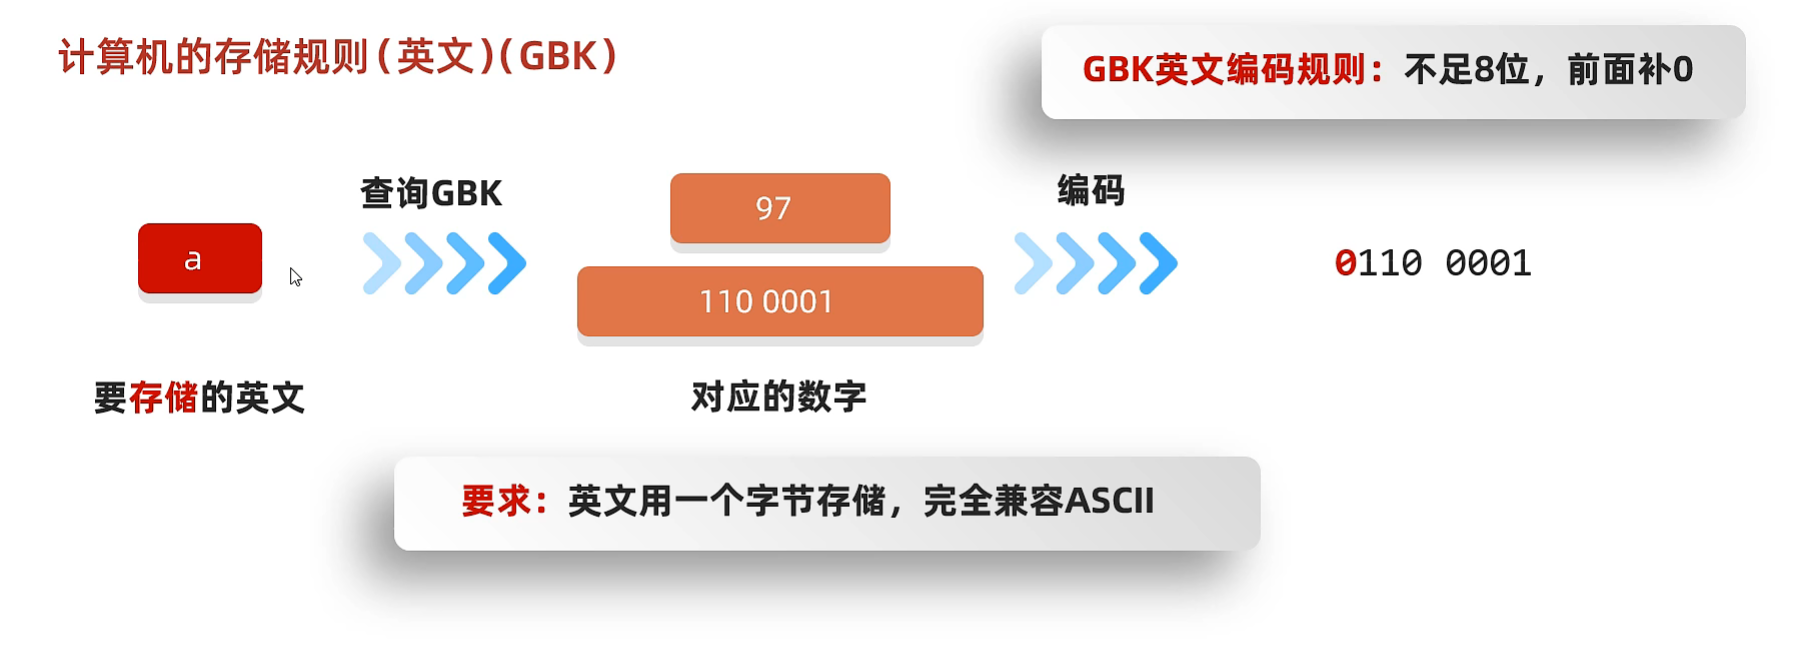 计算机的存储规则(英文)(GBK)
GBK英文编码规则：不足8位，前面补0
查询GBK
编码
a
97
110 0001
0110 0001
要存储的英文
对应的数字
要求：英文用一个字节存储，完全兼容ASCII